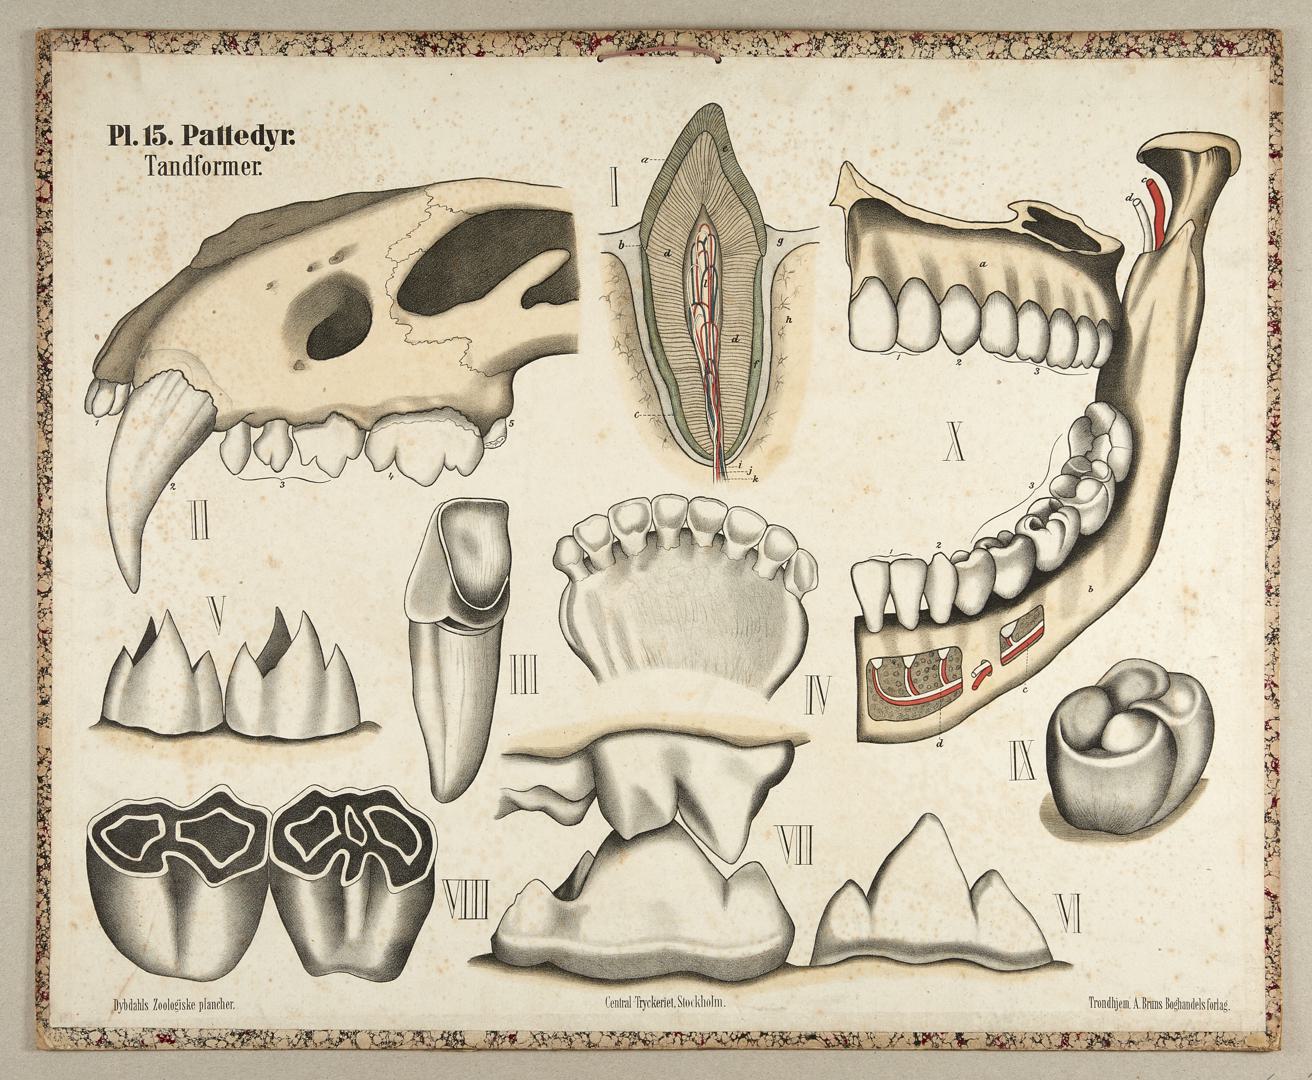 Pl. 15. Pattedyr.
Tandformer.
I
a
e
b
g
d
l
h
d
f
c
i
j
k
II
1
2
3
4
5
X
a
1
2
3
c
d
3
1
2
b
c
d
V
III
IV
IX
VIII
VII
VI
Dybdahls Zoologiske plancher.
Central-Tryckeriet, Stockholm.
Trondhjem. A. Bruns Boghandels forlag.